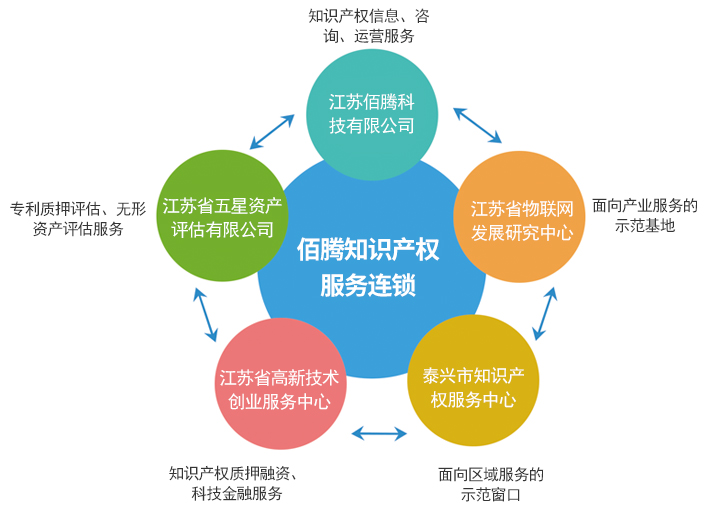 知识产权信息、咨
询、运营服务
江苏佰腾科
技有限公司
江苏省五星资产
评估有限公司
专利质押评估、无形
资产评估服务
江苏省物联网
发展研究中心
面向产业服务的
示范基地
佰腾知识产权
服务连锁
江苏省高新技术
创业服务中心
泰兴市知识产
权服务中心
知识产权质押融资、
科技金融服务
面向区域服务的
示范窗口